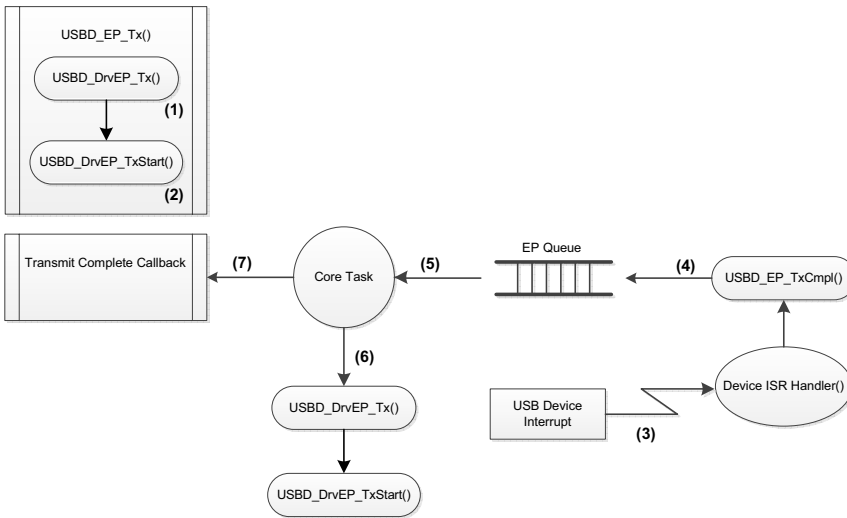 USBD_EP_Tx()
USBD_DrvEP_Tx()
(1)
USBD_DrvEP_TxStart()
(2)
Transmit Complete Callback
(7)
Core Task
(5)
EP Queue
(4)
USBD_EP_TxCmpl()
(6)
USBD_DrvEP_Tx()
USBD_DrvEP_TxStart()
USB Device
Interrupt
(3)
Device ISR Handler()